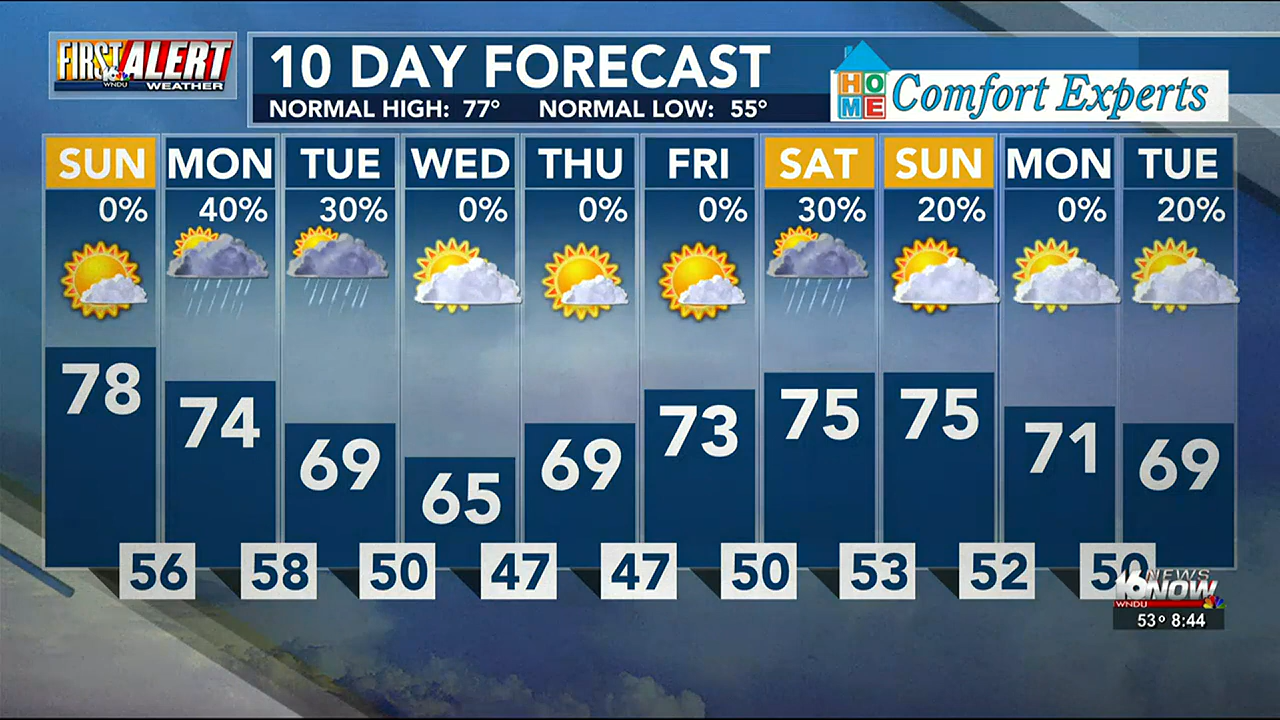 FIRST ALERT
16 WNDU
WEATHER
10 DAY FORECAST
NORMAL HIGH: 77° NORMAL LOW: 55°
HOME Comfort Experts
SUN MON TUE WED THU FRI SAT SUN MON TUE
0% 40% 30% 0% 0% 0% 30% 20% 0% 20%
78 74 69 65 69 73 75 75 71 69
56 58 50 47 47 50 53 52 50
16 NEWS NOW
WNDU
53° 8:44